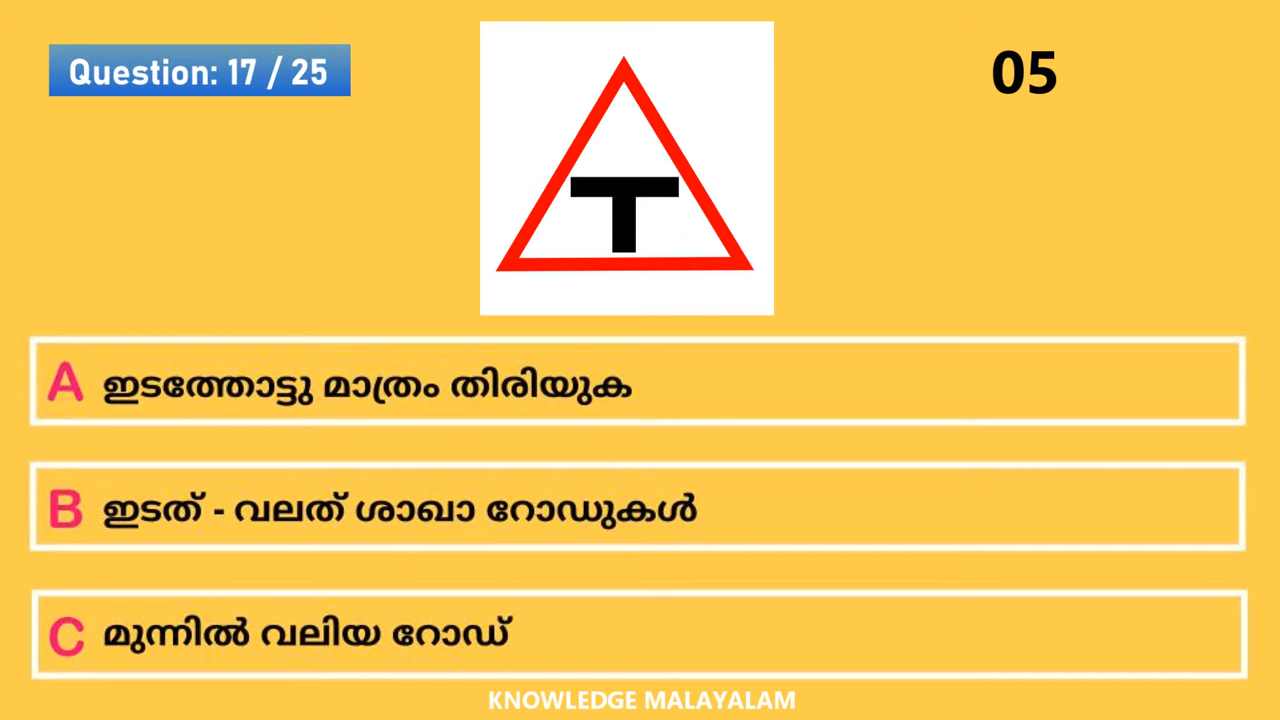 Question: 17 / 25
05
T
A ഇടത്തോട്ടു മാത്രം തിരിയുക
B ഇടത് - വലത് ശാഖാ റോഡുകൾ
C മുന്നിൽ വലിയ റോഡ്
KNOWLEDGE MALAYALAM